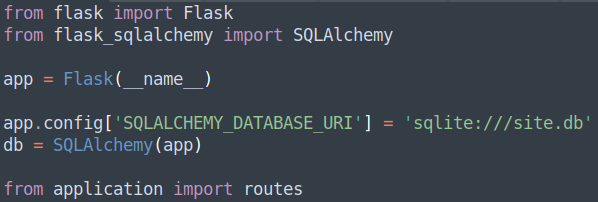 from flask import Flask
from flask_sqlalchemy import SQLAlchemy
app = Flask(__name__)
app.config['SQLALCHEMY_DATABASE_URI'] = 'sqlite:///site.db'
db = SQLAlchemy(app)
from application import routes